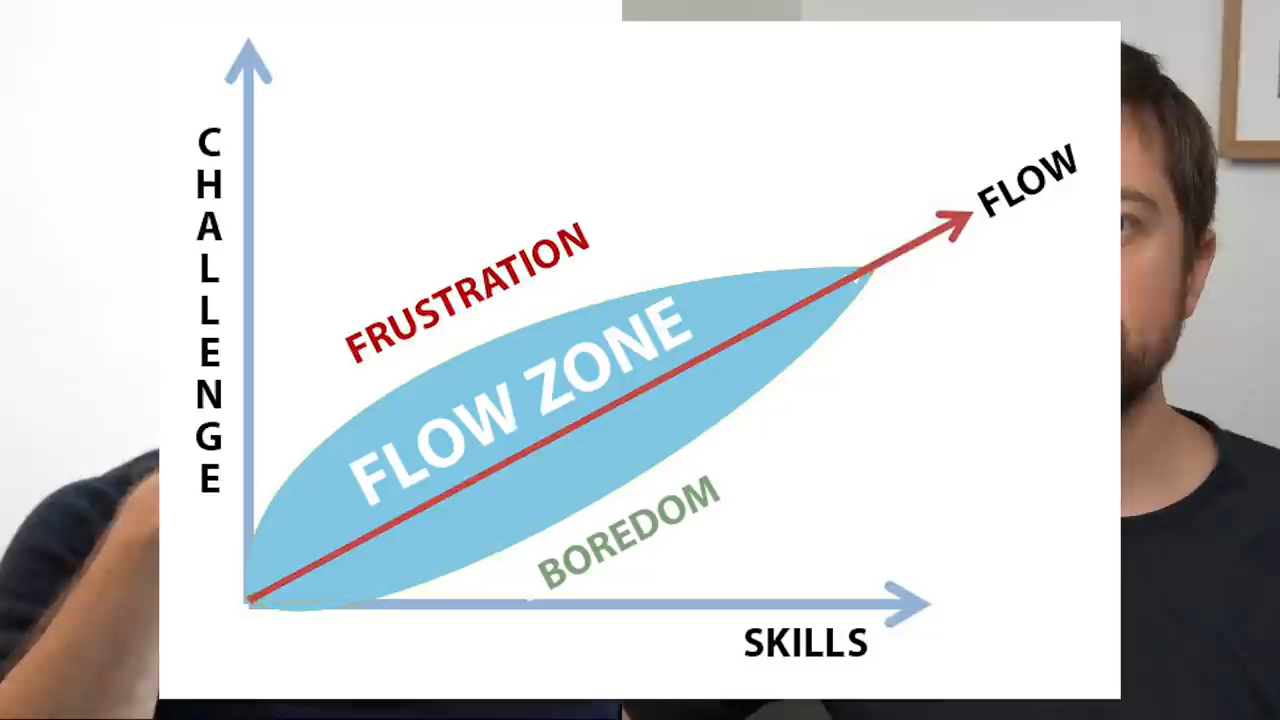 CHALLENGE
FLOW
FRUSTRATION
FLOW ZONE
BOREDOM
SKILLS